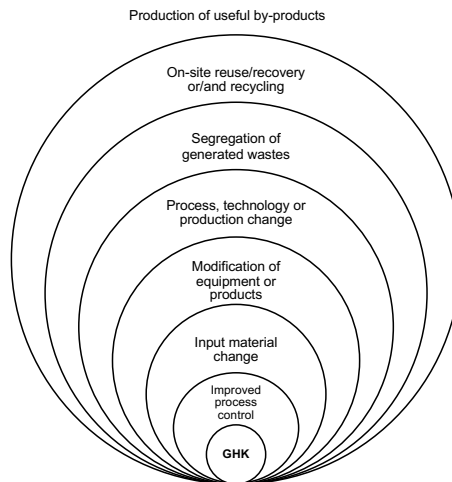 Production of useful by-products
On-site reuse/recovery
or/and recycling
Segregation of
generated wastes
Process, technology or
production change
Modification of
equipment or
products
Input material
change
Improved
process
control
GHK